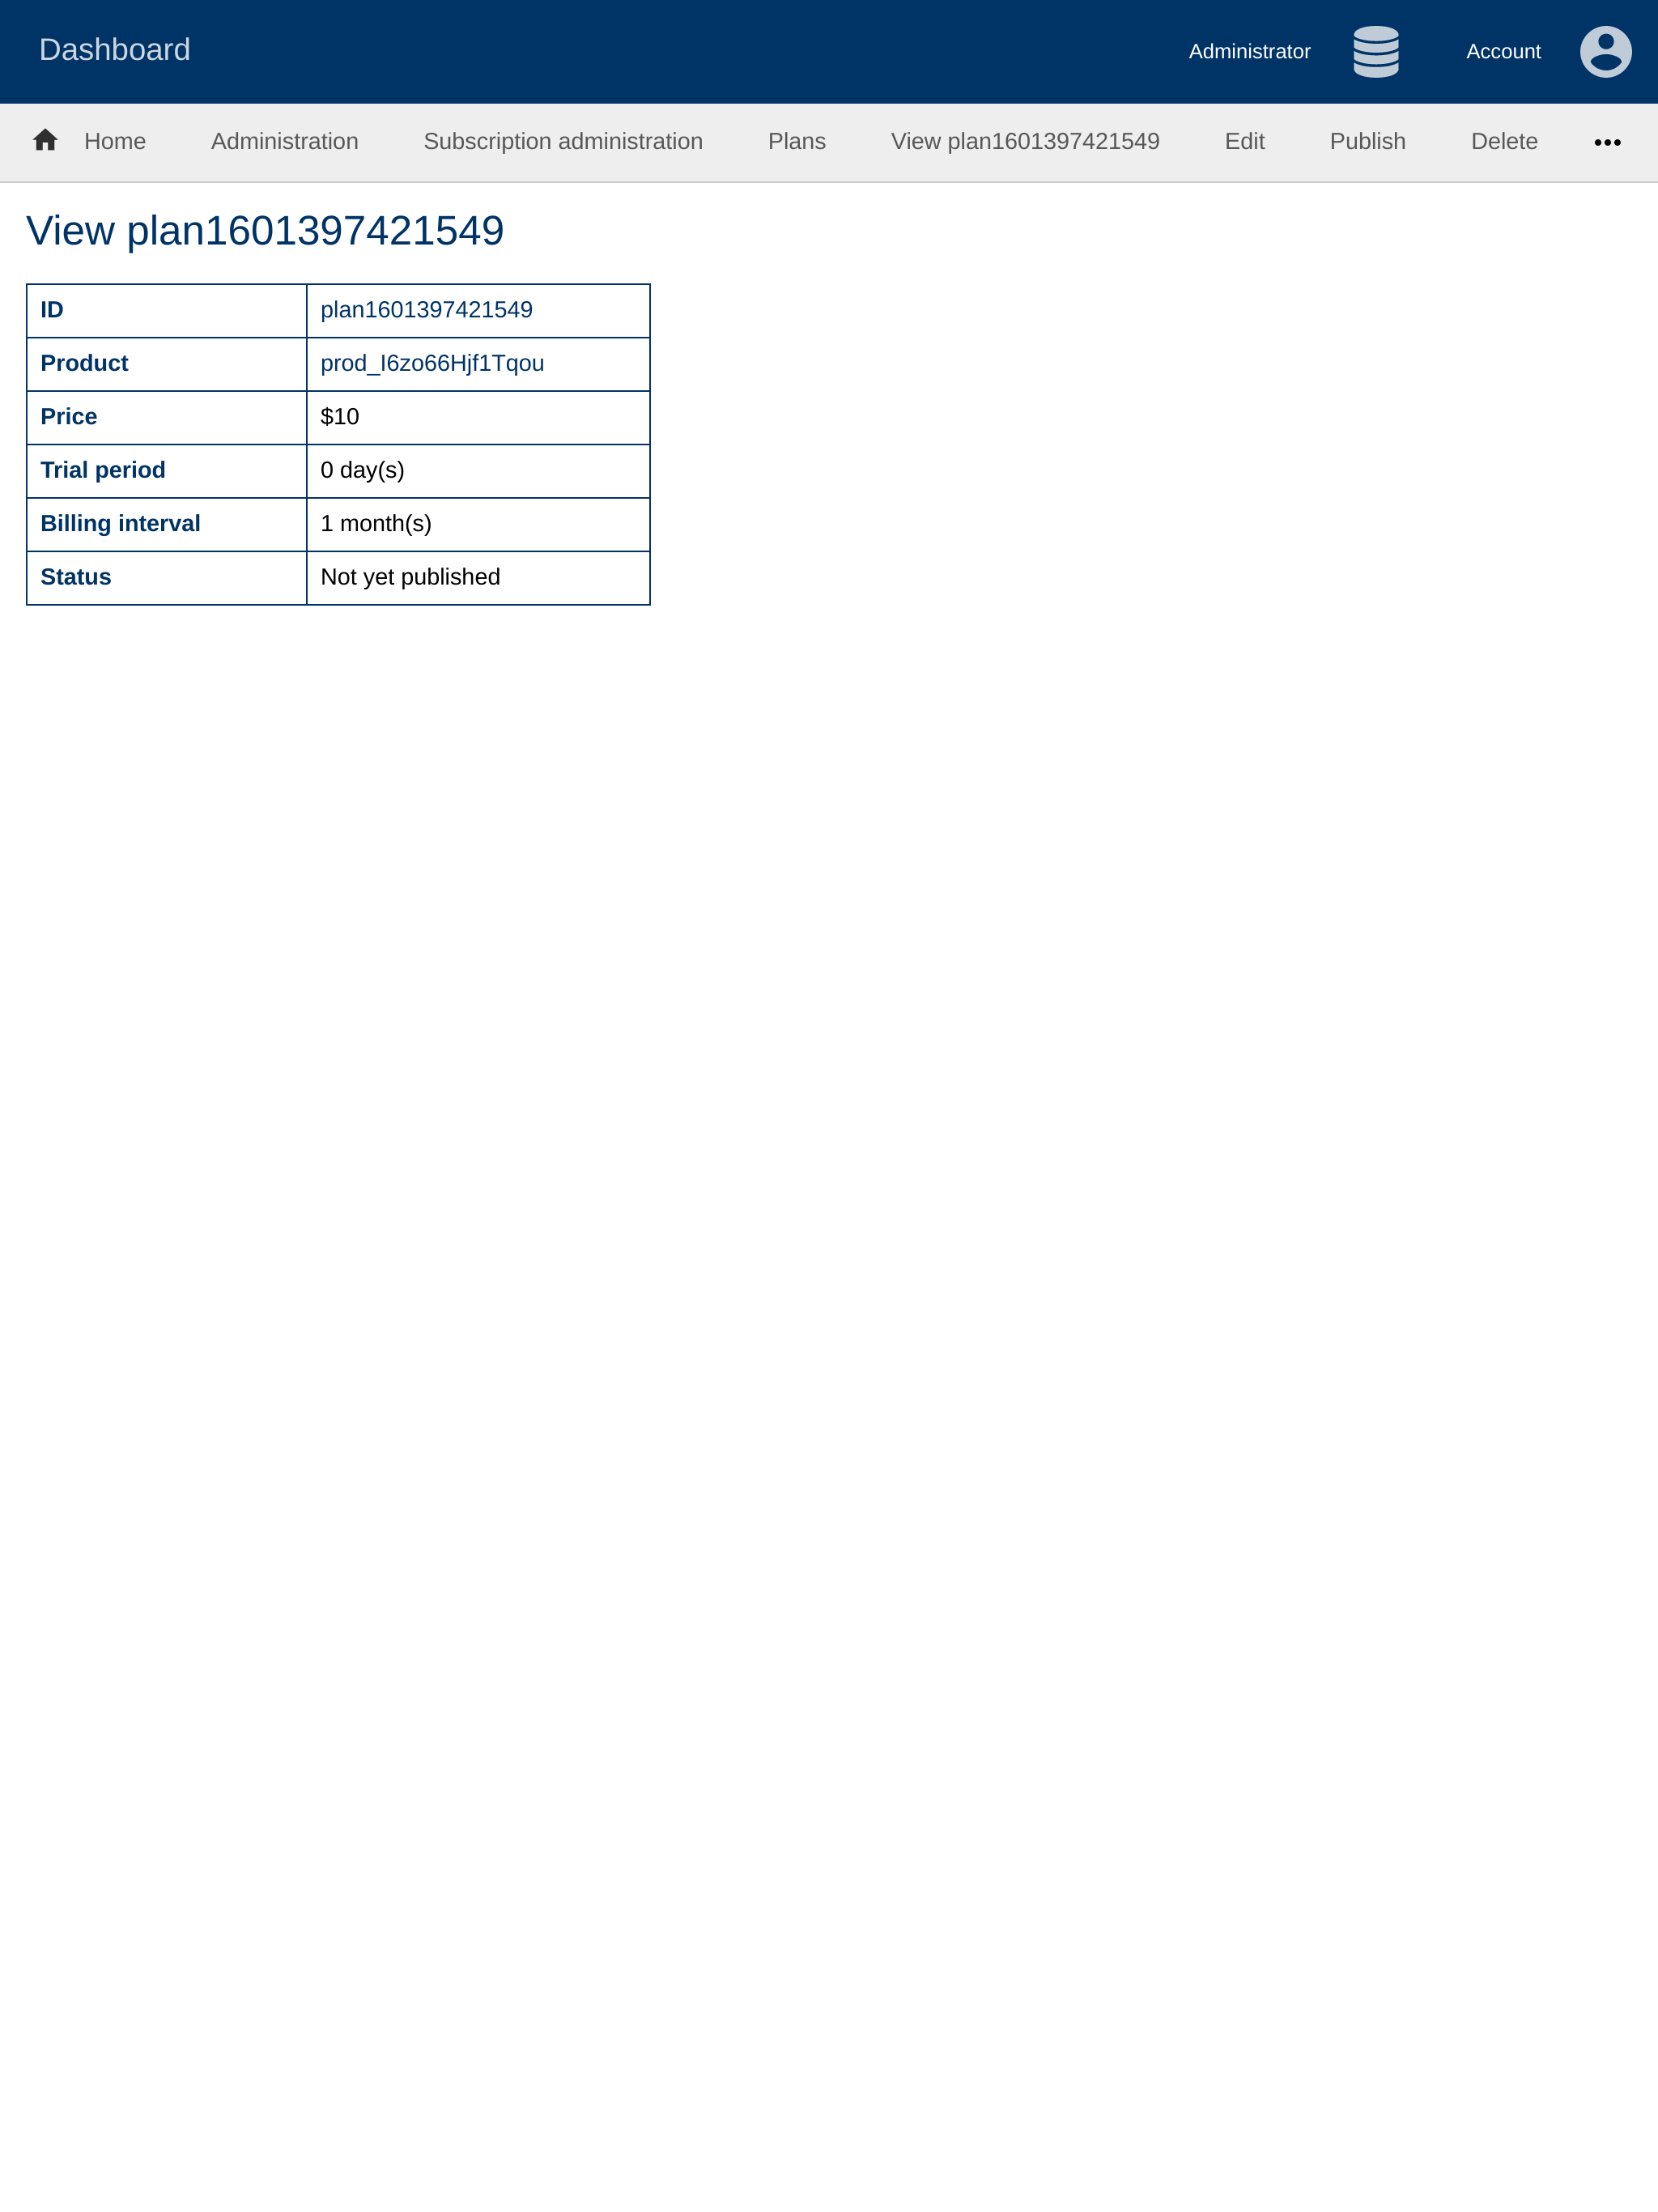 Dashboard
Administrator
Account
Home
Administration
Subscription administration
Plans
View plan1601397421549
Edit
Publish
Delete
View plan1601397421549
ID plan1601397421549
Product prod_I6zo66Hjf1Tqou
Price $10
Trial period 0 day(s)
Billing interval 1 month(s)
Status Not yet published